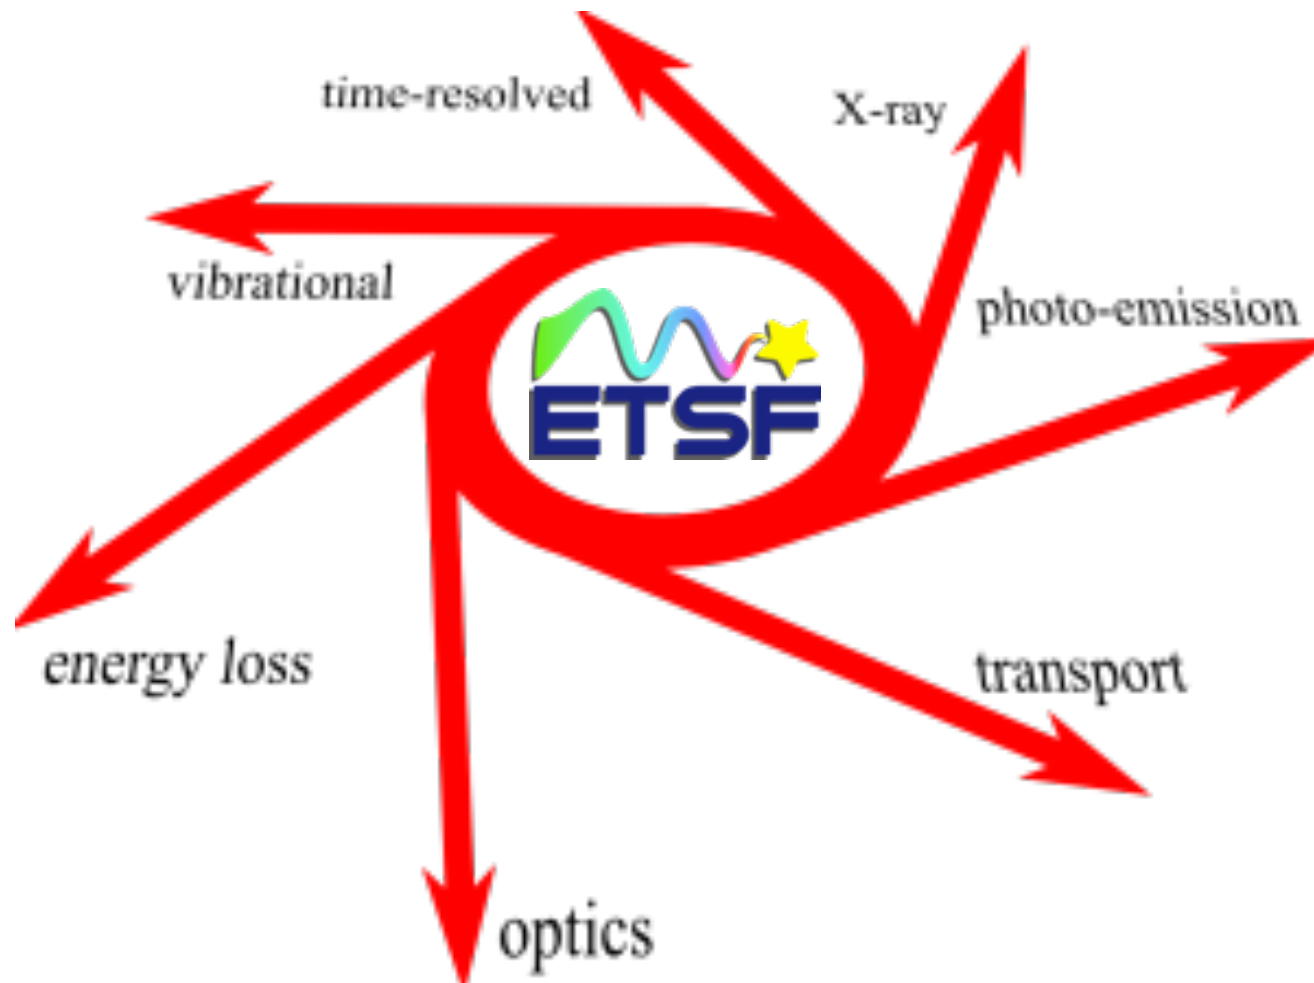 time-resolved
X-ray
vibrational
photo-emission
ETSF
energy loss
transport
optics